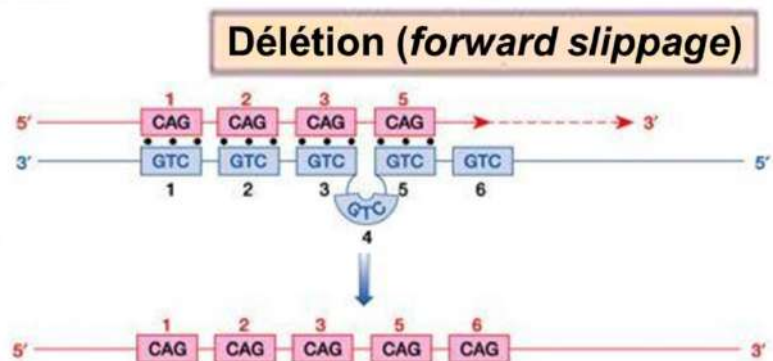 Délétion (forward slippage)
1 2 3 5
5′ CAG CAG CAG CAG 3′
3′ GTC GTC GTC GTC GTC 5′
1 2 3 5 6
GTC
4
1 2 3 5 6
5′ CAG CAG CAG CAG CAG 3′